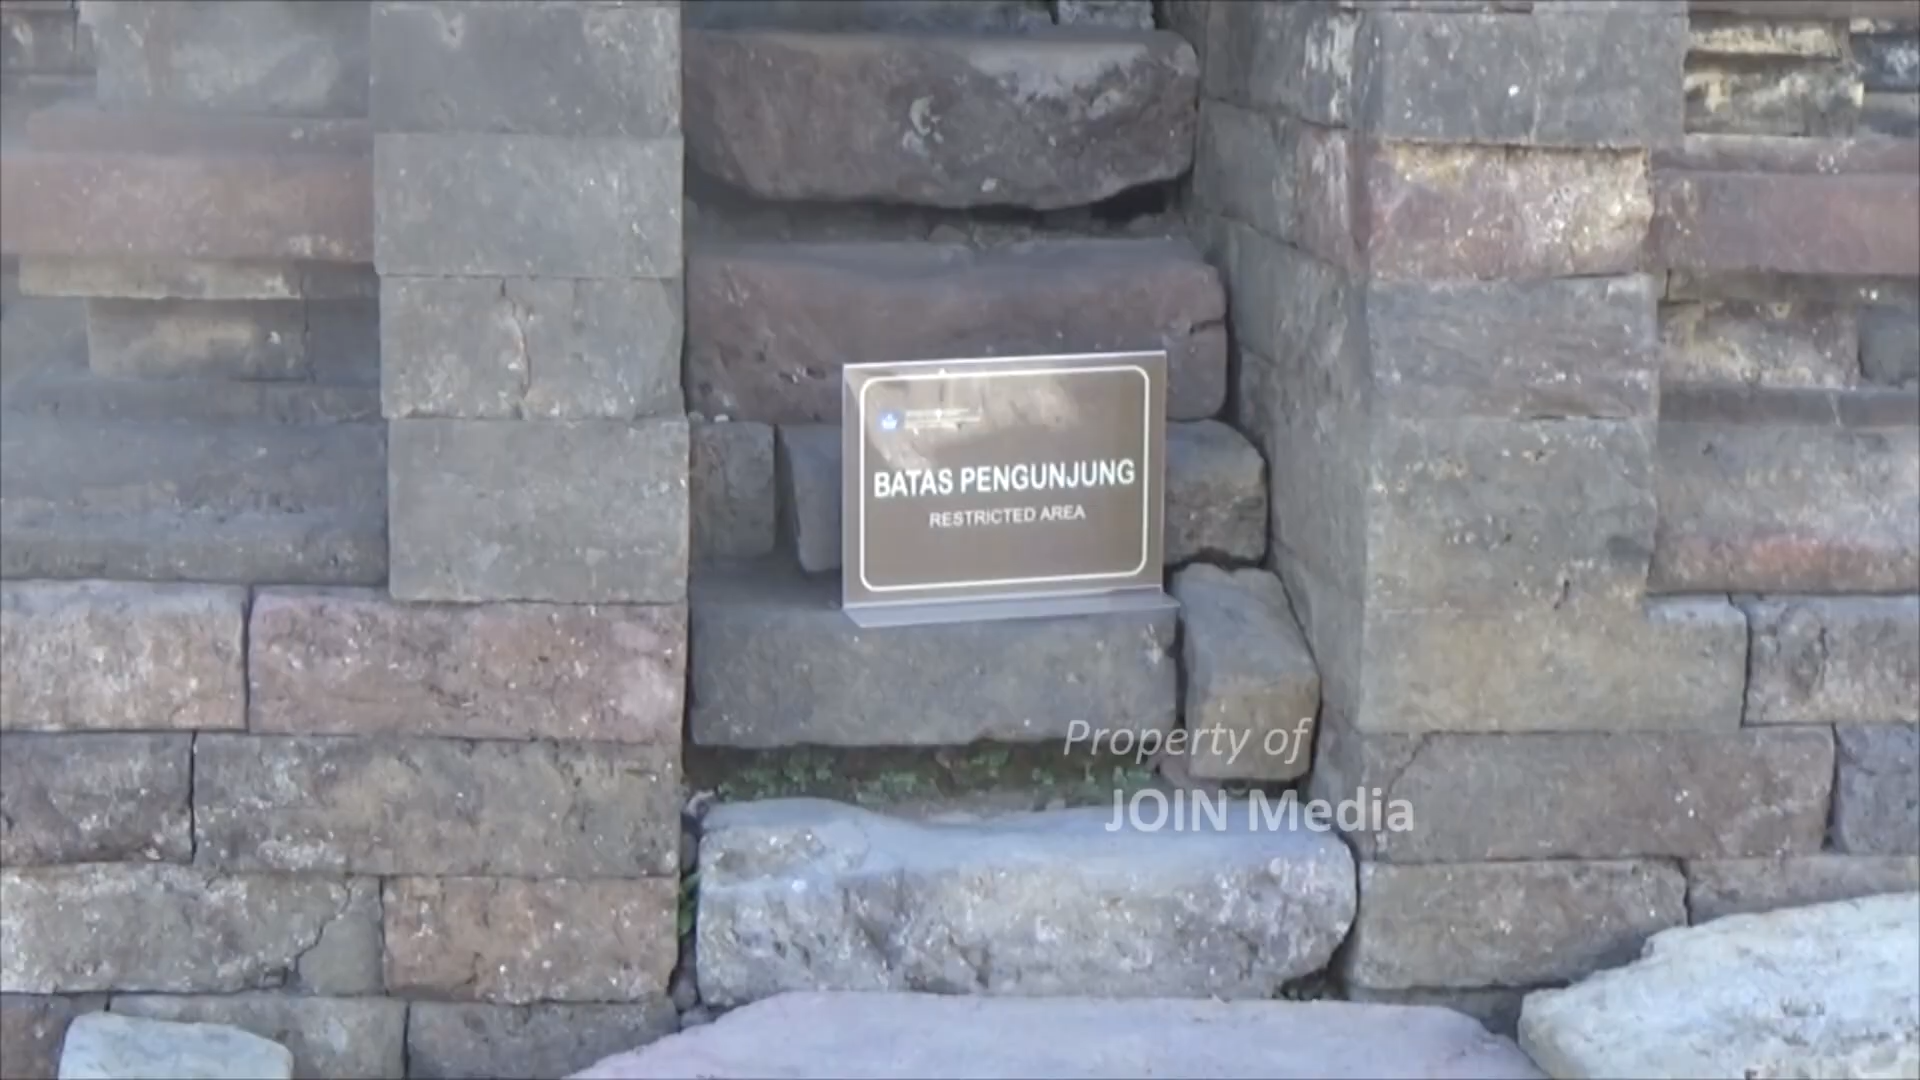 BATAS PENGUNJUNG
RESTRICTED AREA
Property of
JOIN Media